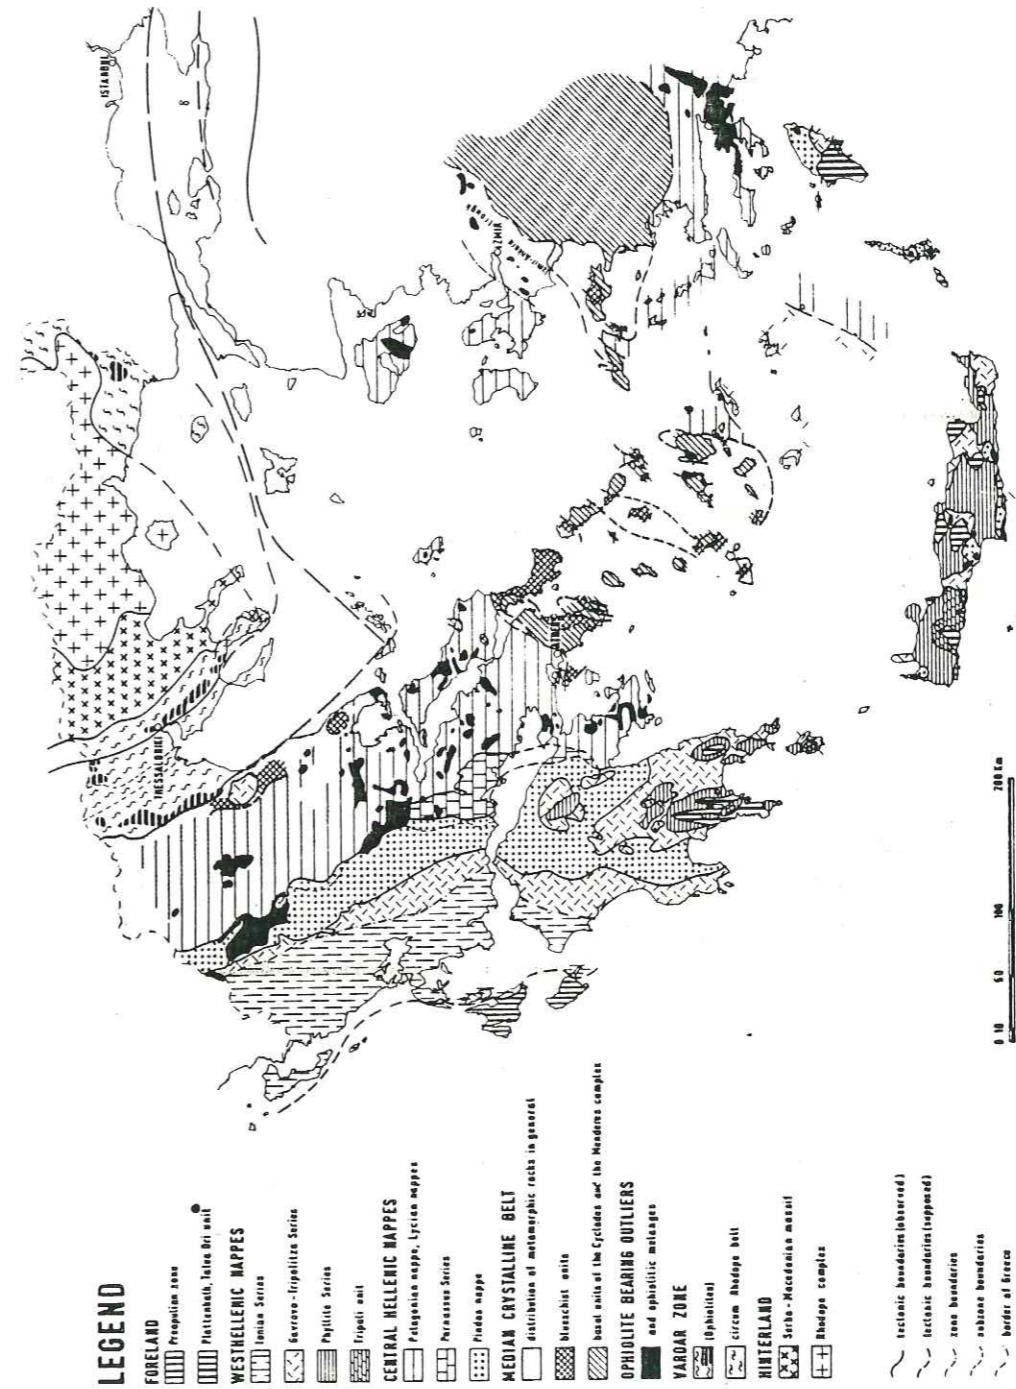 LEGEND
FORELAND
Preapulian zone
Plattenkalk, Talea Ori unit
WESTHELLENIC NAPPES
Ionian Series
Gavrovo-Tripolitza Series
Phyllite Series
Tripali unit
CENTRAL HELLENIC NAPPES
Pelagonian nappe, Lycian nappes
Parnassus Series
Pindos nappe
MEDIAN CRYSTALLINE BELT
distribution of metamorphic rocks in general
blueschist units
basal units of the Cyclades and the Menderes complex
OPHIOLITE BEARING OUTLIERS
and ophiolitic melanges
VARDAR ZONE
(Ophiolites)
circum Rhodope belt
HINTERLAND
Serbo-Macedonian massif
Rhodope complex
tectonic boundaries (observed)
tectonic boundaries (supposed)
zone boundaries
subzone boundaries
border of Greece
ISTANBUL
THESSALONIKI
IZMIR
ATHENS
0 10 50 100 200 Km